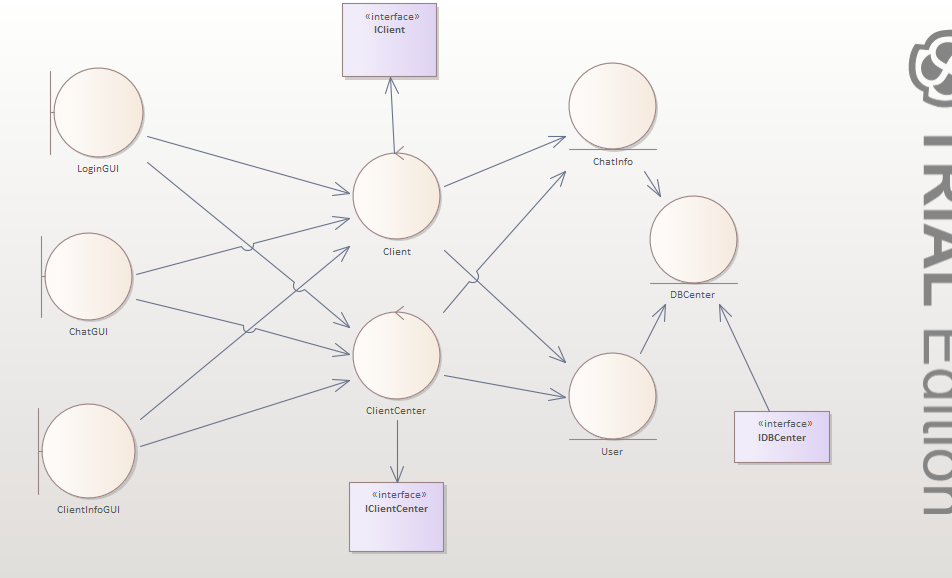 «interface»
IClient
LoginGUI
ChatInfo
Client
DBCenter
ChatGUI
ClientCenter
«interface»
IDBCenter
User
«interface»
IClientCenter
ClientInfoGUI
TRIAL Edition